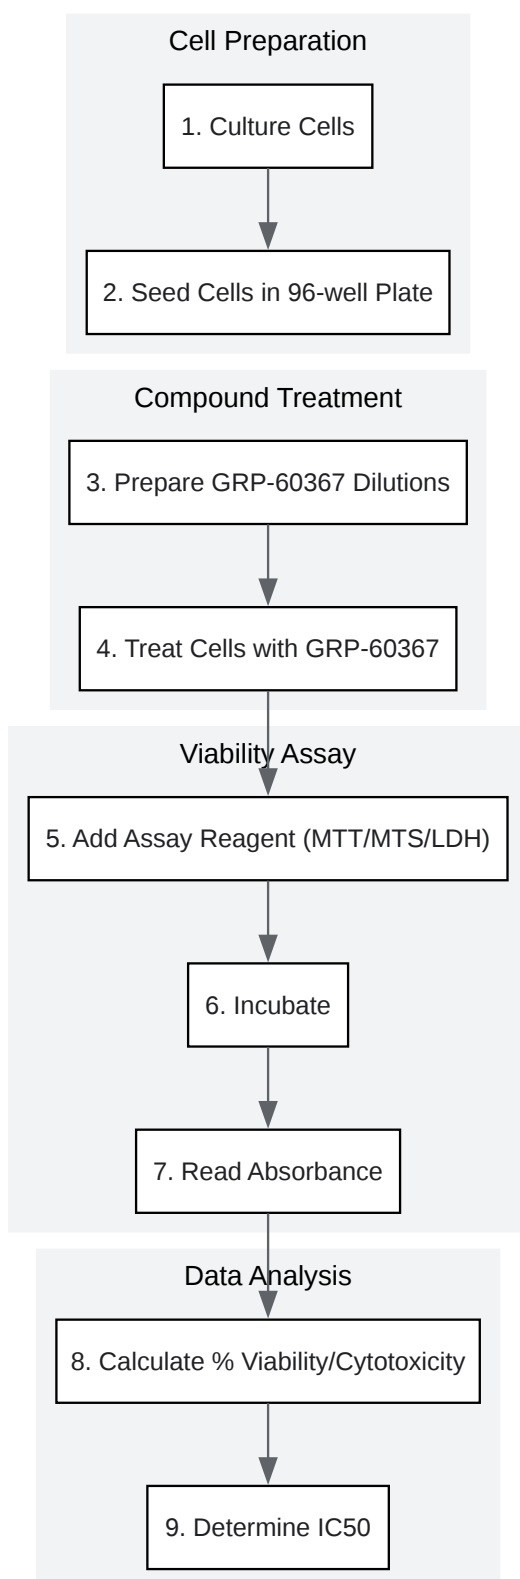 Cell Preparation
1. Culture Cells
2. Seed Cells in 96-well Plate
Compound Treatment
3. Prepare GRP-60367 Dilutions
4. Treat Cells with GRP-60367
Viability Assay
5. Add Assay Reagent (MTT/MTS/LDH)
6. Incubate
7. Read Absorbance
Data Analysis
8. Calculate % Viability/Cytotoxicity
9. Determine IC50